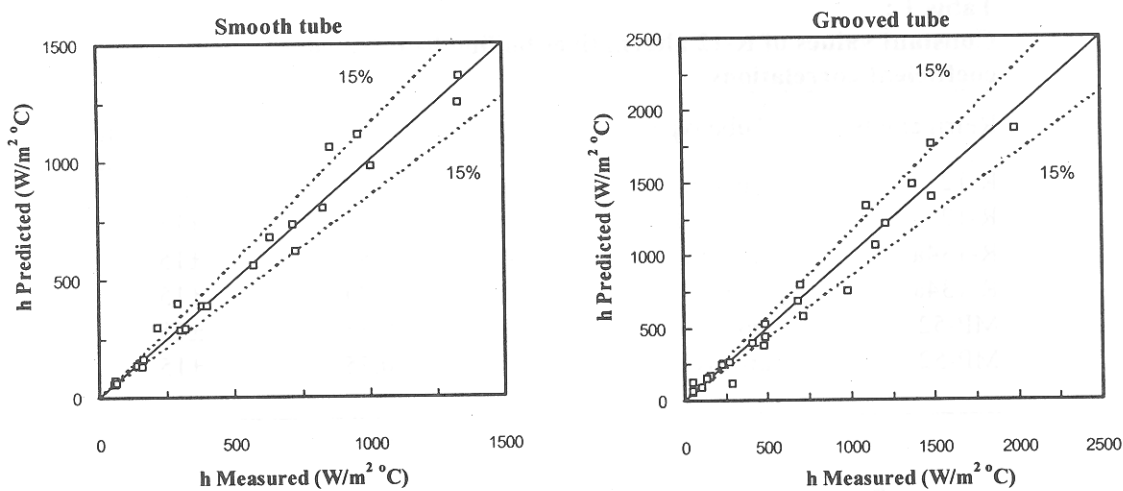 Smooth tube
1500
15%
1000
15%
500
0
h Predicted (W/m² °C)
0 500 1000 1500
h Measured (W/m² °C)
Grooved tube
2500
15%
2000
15%
1500
1000
500
0
h Predicted (W/m² °C)
0 500 1000 1500 2000 2500
h Measured (W/m² °C)